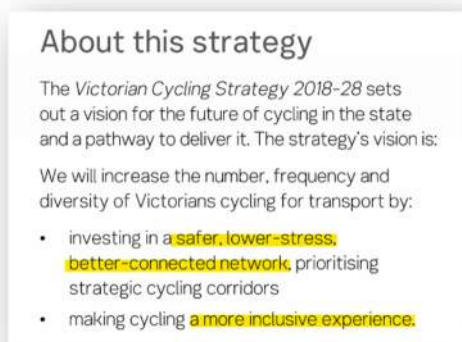 About this strategy
The Victorian Cycling Strategy 2018-28 sets
out a vision for the future of cycling in the state
and a pathway to deliver it. The strategy's vision is:
We will increase the number, frequency and
diversity of Victorians cycling for transport by:
• investing in a safer, lower-stress,
better-connected network, prioritising
strategic cycling corridors
• making cycling a more inclusive experience.